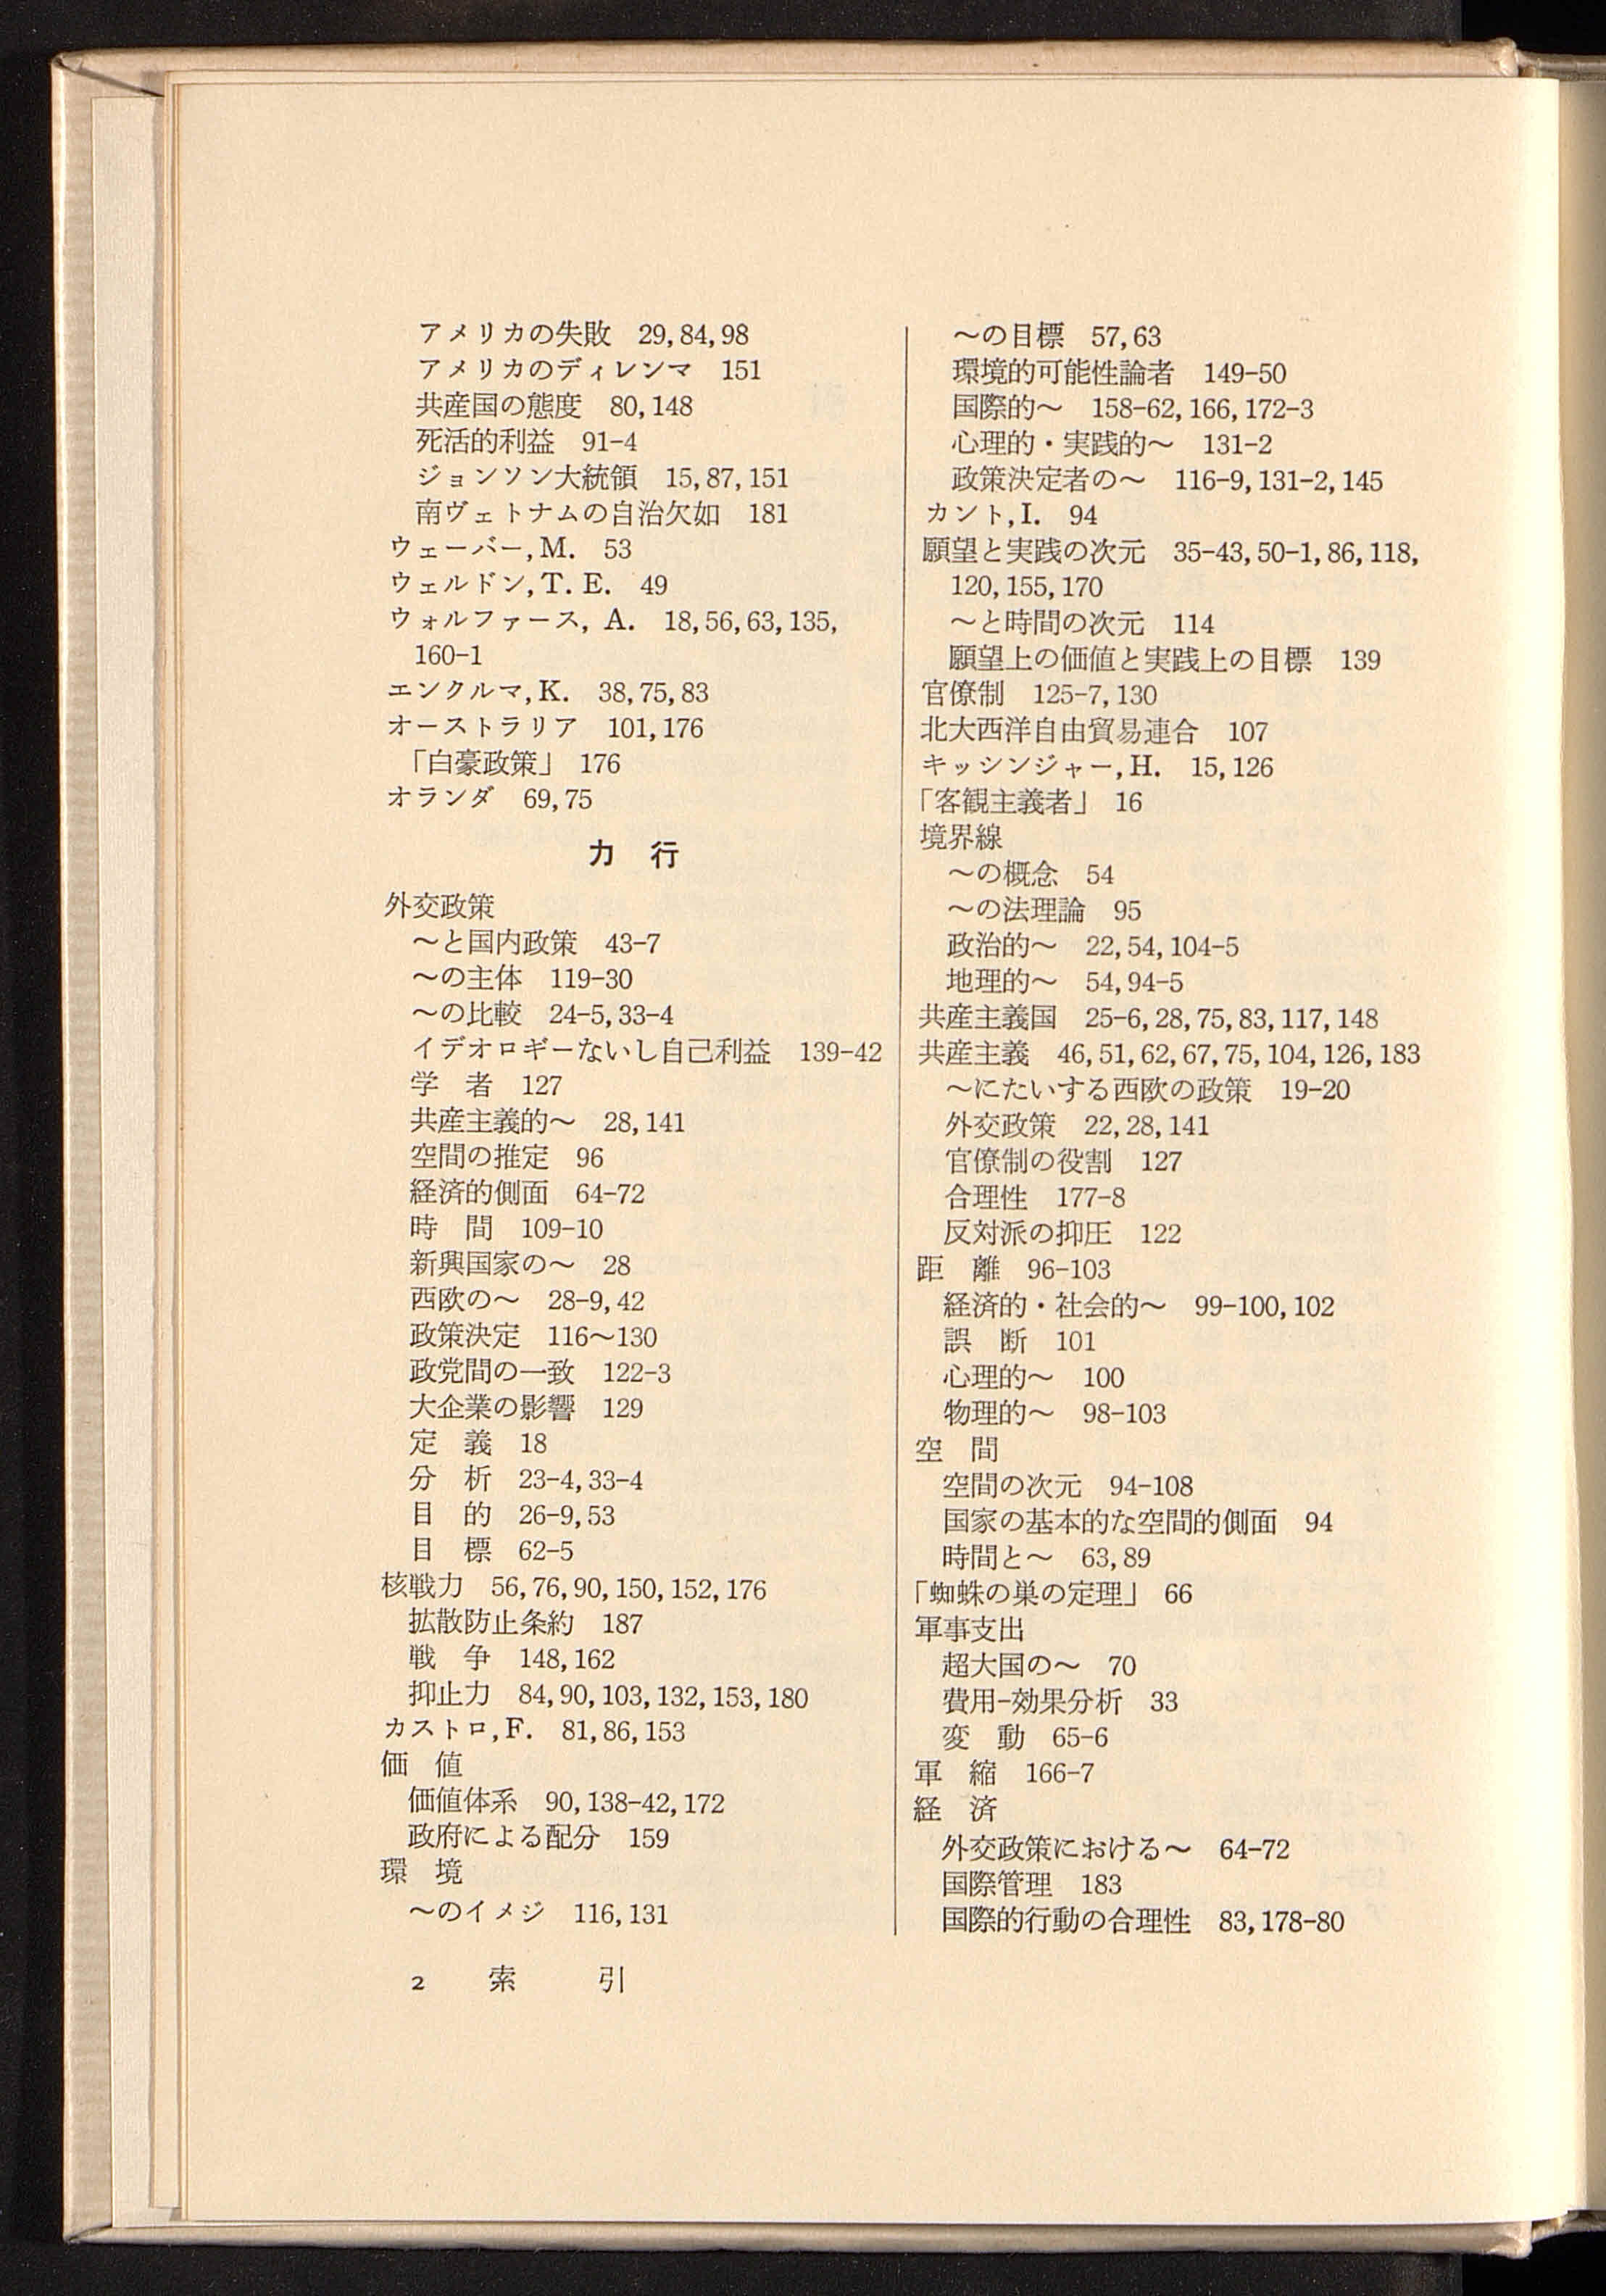 アメリカの失敗　29, 84, 98
アメリカのディレンマ　151
共産国の態度　80, 148
死活的利益　91-4
ジョンソン大統領　15, 87, 151
南ヴェトナムの自治欠如　181
ウェーバー, M.　53
ウェルドン, T. E.　49
ウォルファース, A.　18, 56, 63, 135,
160-1
エンクルマ, K.　38, 75, 83
オーストラリア　101, 176
「白豪政策」　176
オランダ　69, 75
カ　行
外交政策
〜と国内政策　43-7
〜の主体　119-30
〜の比較　24-5, 33-4
イデオロギーないし自己利益　139-42
学　者　127
共産主義的〜　28, 141
空間の推定　96
経済的側面　64-72
時　間　109-10
新興国家の〜　28
西欧の〜　28-9, 42
政策決定　116〜130
政党間の一致　122-3
大企業の影響　129
定　義　18
分　析　23-4, 33-4
目　的　26-9, 53
目　標　62-5
核戦力　56, 76, 90, 150, 152, 176
拡散防止条約　187
戦　争　148, 162
抑止力　84, 90, 103, 132, 153, 180
カストロ, F.　81, 86, 153
価　値
価値体系　90, 138-42, 172
政府による配分　159
環　境
〜のイメジ　116, 131
〜の目標　57, 63
環境的可能性論者　149-50
国際的〜　158-62, 166, 172-3
心理的・実践的〜　131-2
政策決定者の〜　116-9, 131-2, 145
カント, I.　94
願望と実践の次元　35-43, 50-1, 86, 118,
120, 155, 170
〜と時間の次元　114
願望上の価値と実践上の目標　139
官僚制　125-7, 130
北大西洋自由貿易連合　107
キッシンジャー, H.　15, 126
「客観主義者」　16
境界線
〜の概念　54
〜の法理論　95
政治的〜　22, 54, 104-5
地理的〜　54, 94-5
共産主義国　25-6, 28, 75, 83, 117, 148
共産主義　46, 51, 62, 67, 75, 104, 126, 183
〜にたいする西欧の政策　19-20
外交政策　22, 28, 141
官僚制の役割　127
合理性　177-8
反対派の抑圧　122
距　離　96-103
経済的・社会的〜　99-100, 102
誤　断　101
心理的〜　100
物理的〜　98-103
空　間
空間の次元　94-108
国家の基本的な空間的側面　94
時間と〜　63, 89
「蜘蛛の巣の定理」　66
軍事支出
超大国の〜　70
費用-効果分析　33
変　動　65-6
軍　縮　166-7
経　済
外交政策における〜　64-72
国際管理　183
国際的行動の合理性　83, 178-80
2　索　引